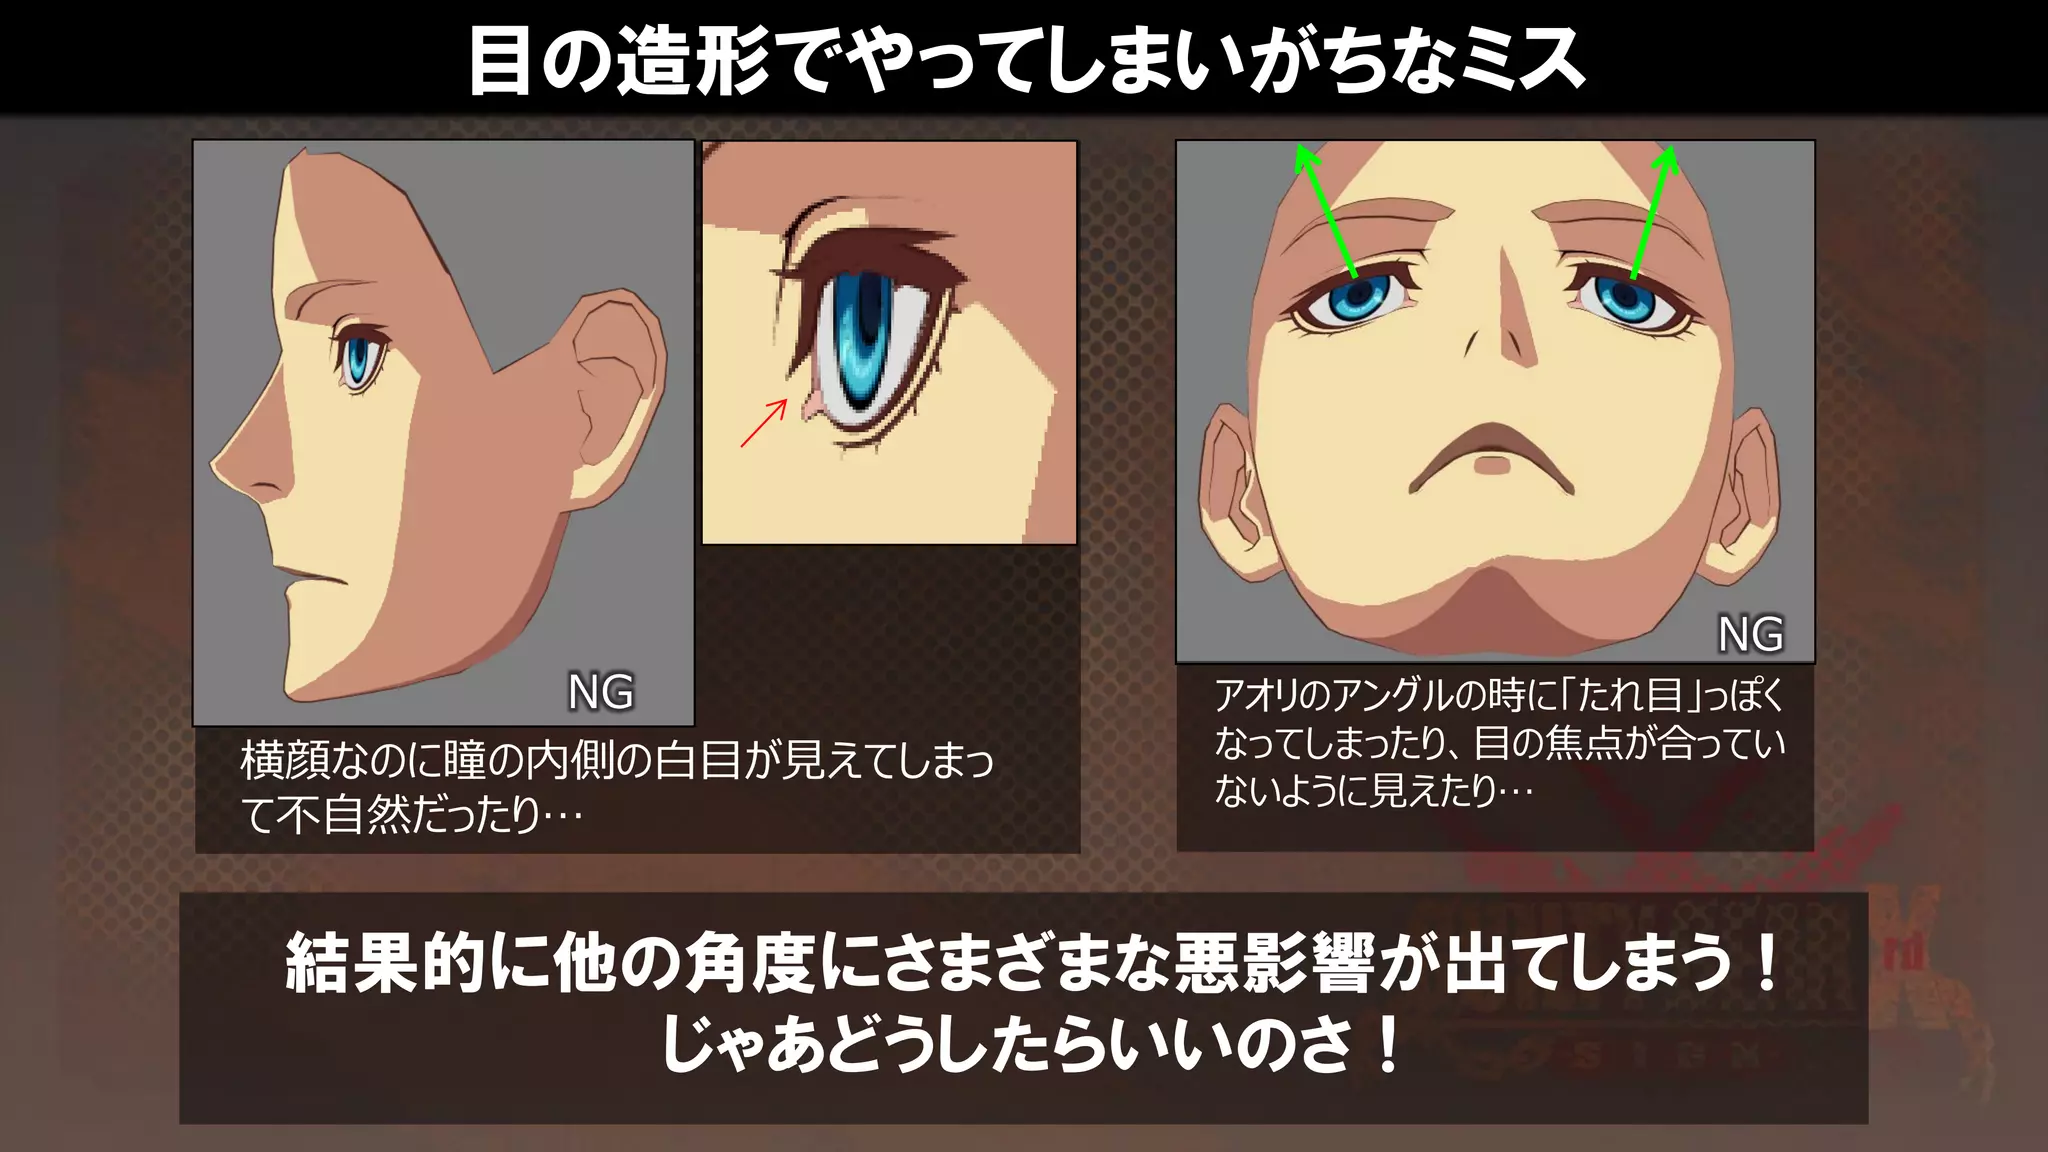 目の造形でやってしまいがちなミス
NG
横顔なのに瞳の内側の白目が見えてしまっ
て不自然だったり…
NG
アオリのアングルの時に「たれ目」っぽく
なってしまったり、目の焦点が合ってい
ないように見えたり…
結果的に他の角度にさまざまな悪影響が出てしまう！
じゃあどうしたらいいのさ！
rd
SIGN